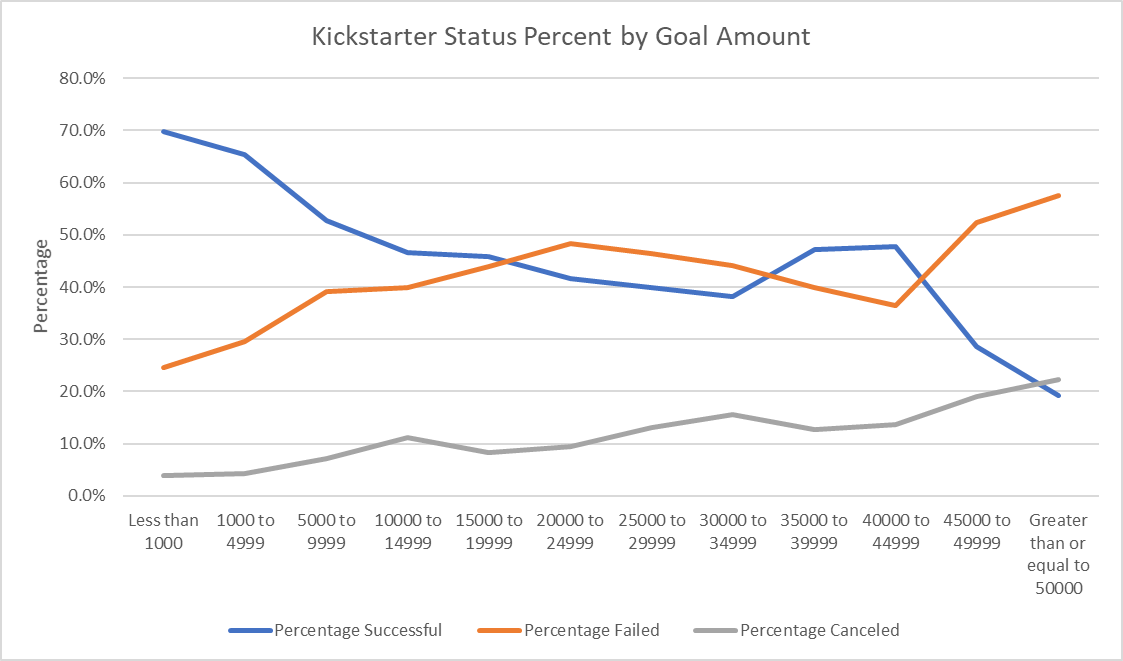 Kickstarter Status Percent by Goal Amount
80.0%
70.0%
60.0%
50.0%
40.0%
30.0%
20.0%
10.0%
0.0%
Percentage
Less than
1000
1000 to
4999
5000 to
9999
10000 to
14999
15000 to
19999
20000 to
24999
25000 to
29999
30000 to
34999
35000 to
39999
40000 to
44999
45000 to
49999
Greater
than or
equal to
50000
Percentage Successful
Percentage Failed
Percentage Canceled